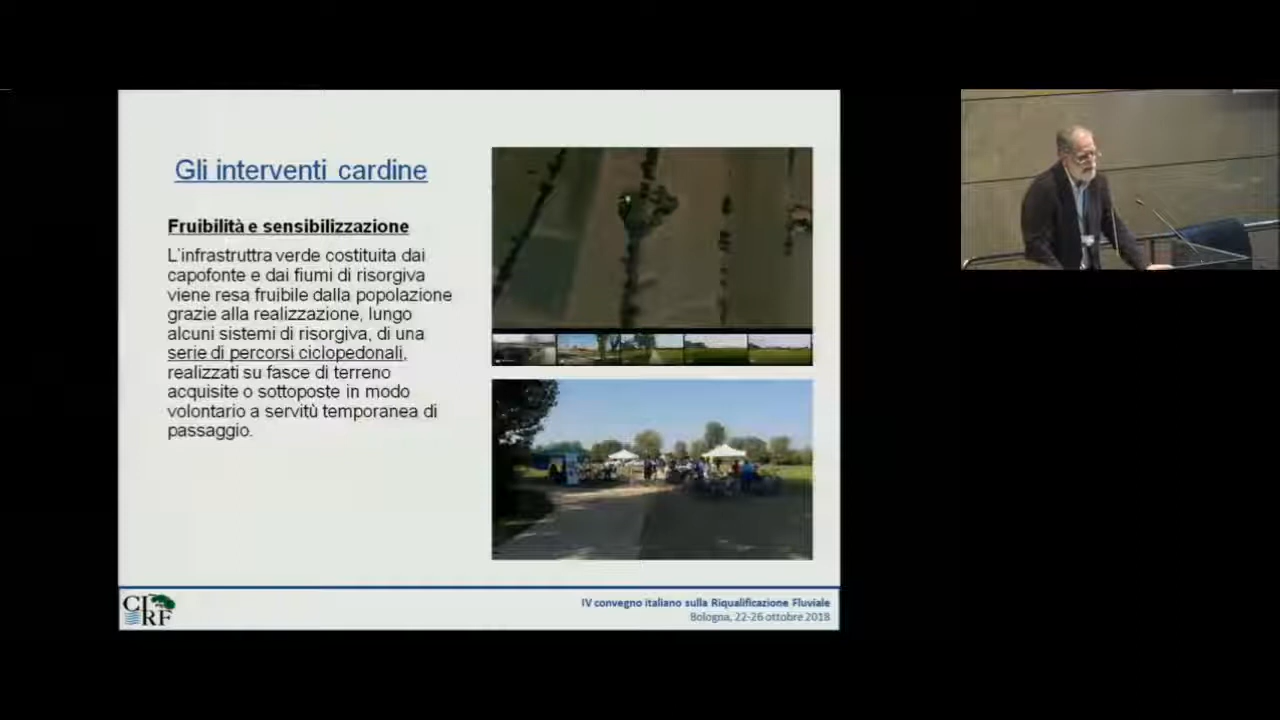 Gli interventi cardine
Fruibilità e sensibilizzazione
L'infrastruttra verde costituita dai
capofonte e dai fiumi di risorgiva
viene resa fruibile dalla popolazione
grazie alla realizzazione, lungo
alcuni sistemi di risorgiva, di una
serie di percorsi ciclopedonali,
realizzati su fasce di terreno
acquisite o sottoposte in modo
volontario a servitù temporanea di
passaggio.
CIRF
IV convegno italiano sulla Riqualificazione Fluviale
Bologna, 22-26 ottobre 2018